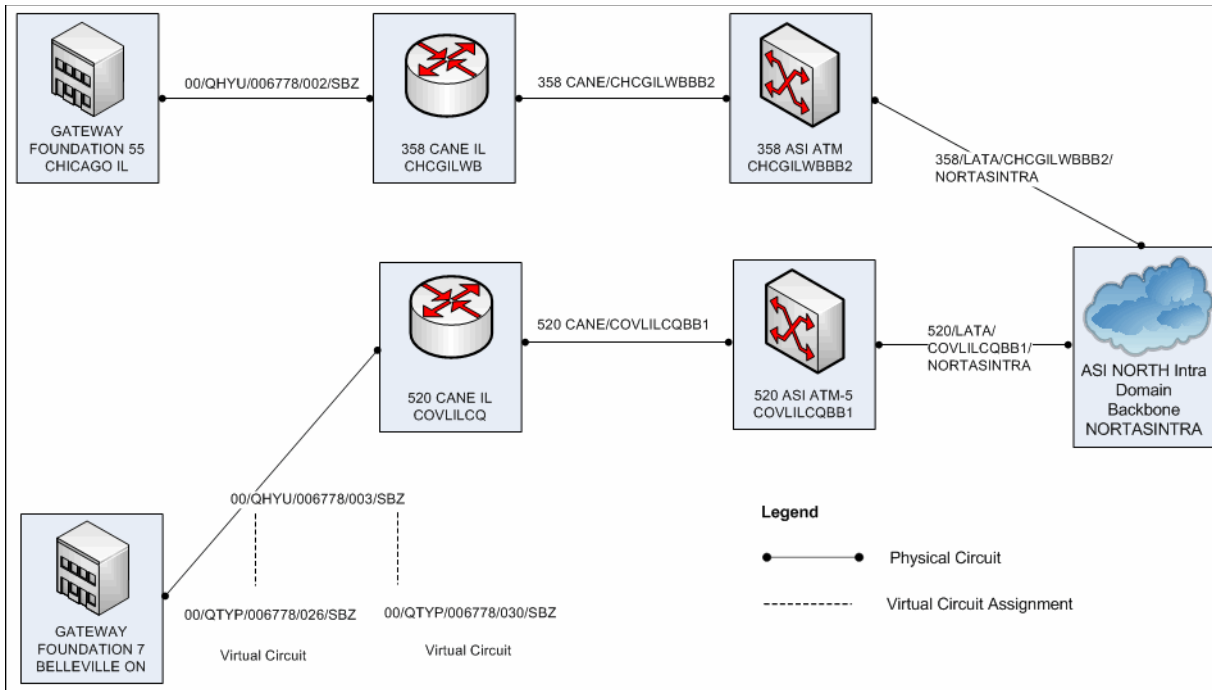 00/QHYU/006778/002/SBZ
358 CANE/CHCGILWBBB2
GATEWAY
FOUNDATION 55
CHICAGO IL
358 CANE IL
CHCGILWB
358 ASI ATM
CHCGILWBBB2
358/LATA/CHCGILWBBB2/
NORTASINTRA
520 CANE/COVLILCQBB1
520/LATA/
COVLILCQBB1/
NORTASINTRA
520 CANE IL
COVLILCQ
520 ASI ATM-5
COVLILCQBB1
ASI NORTH Intra
Domain
Backbone
NORTASINTRA
00/QHYU/006778/003/SBZ
00/QTYP/006778/026/SBZ
Virtual Circuit
00/QTYP/006778/030/SBZ
Virtual Circuit
GATEWAY
FOUNDATION 7
BELLEVILLE ON
Legend
Physical Circuit
Virtual Circuit Assignment